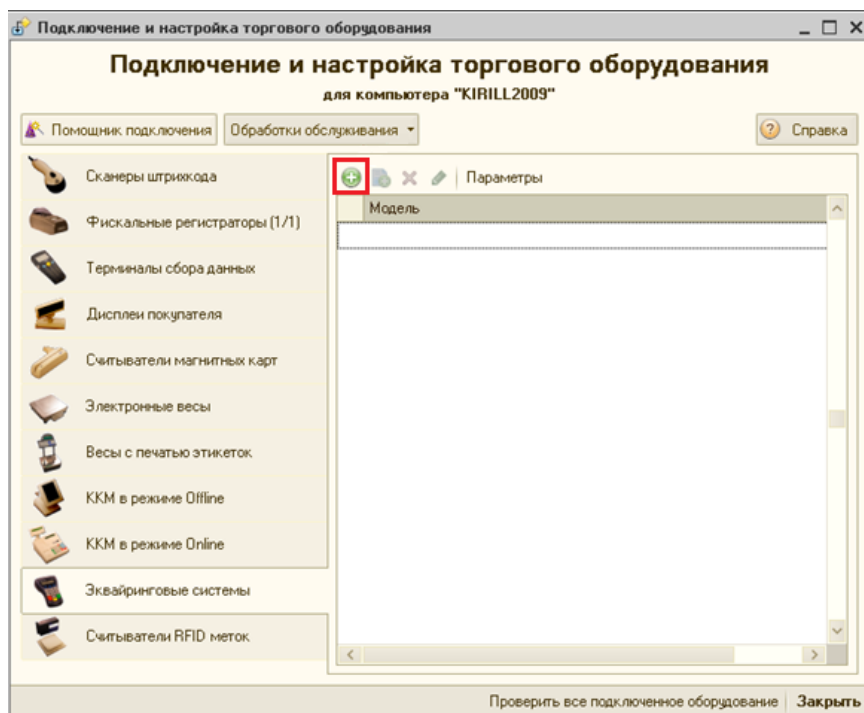 Подключение и настройка торгового оборудования
Подключение и настройка торгового оборудования
для компьютера "KIRILL2009"
Помощник подключения
Обработки обслуживания
Справка
Сканеры штрихкода
Фискальные регистраторы (1/1)
Терминалы сбора данных
Дисплеи покупателя
Считыватели магнитных карт
Электронные весы
Весы с печатью этикеток
ККМ в режиме Offline
ККМ в режиме Online
Эквайринговые системы
Считыватели RFID меток
Параметры
Модель
Проверить все подключенное оборудование
Закрыть